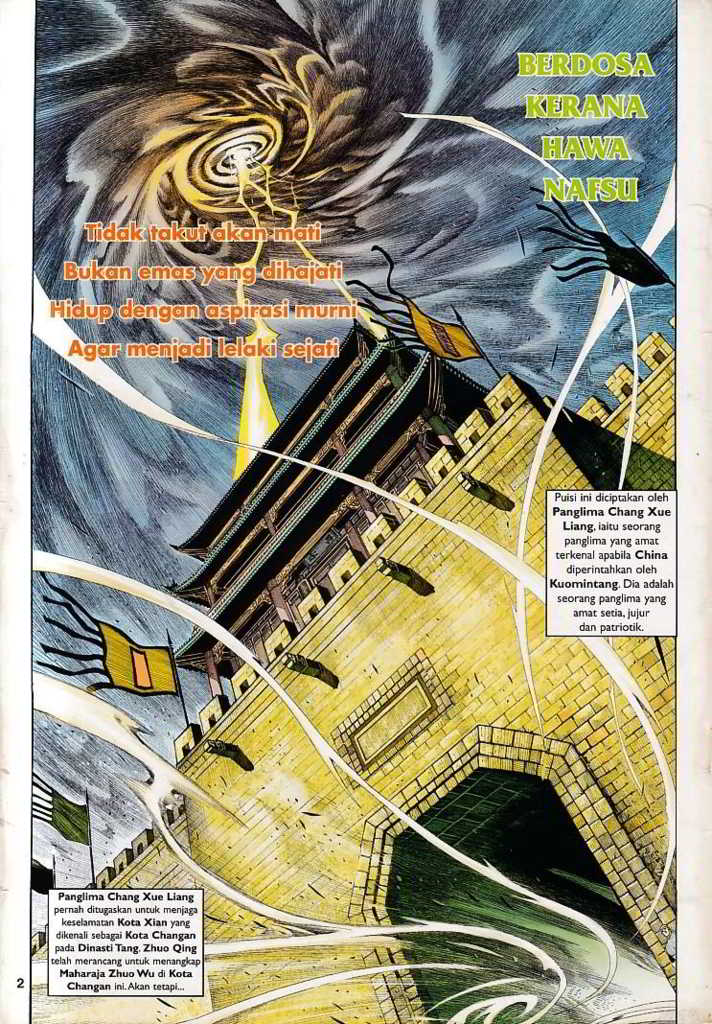 BERDOSA
KERANA
HAWA
NAFSU
Tidak takut akan mati
Bukan emas yang dihajati
Hidup dengan aspirasi murni
Agar menjadi lelaki sejati
Puisi ini diciptakan oleh
Panglima Chang Xue
Liang, iaitu seorang
panglima yang amat
terkenal apabila China
diperintahkan oleh
Kuomintang. Dia adalah
seorang panglima yang
amat setia, jujur
dan patriotik.
Panglima Chang Xue Liang
pernah ditugaskan untuk menjaga
keselamatan Kota Xian yang
dikenali sebagai Kota Changan
pada Dinasti Tang. Zhuo Qing
telah merancang untuk menangkap
Maharaja Zhuo Wu di Kota
Changan ini. Akan tetapi...
2